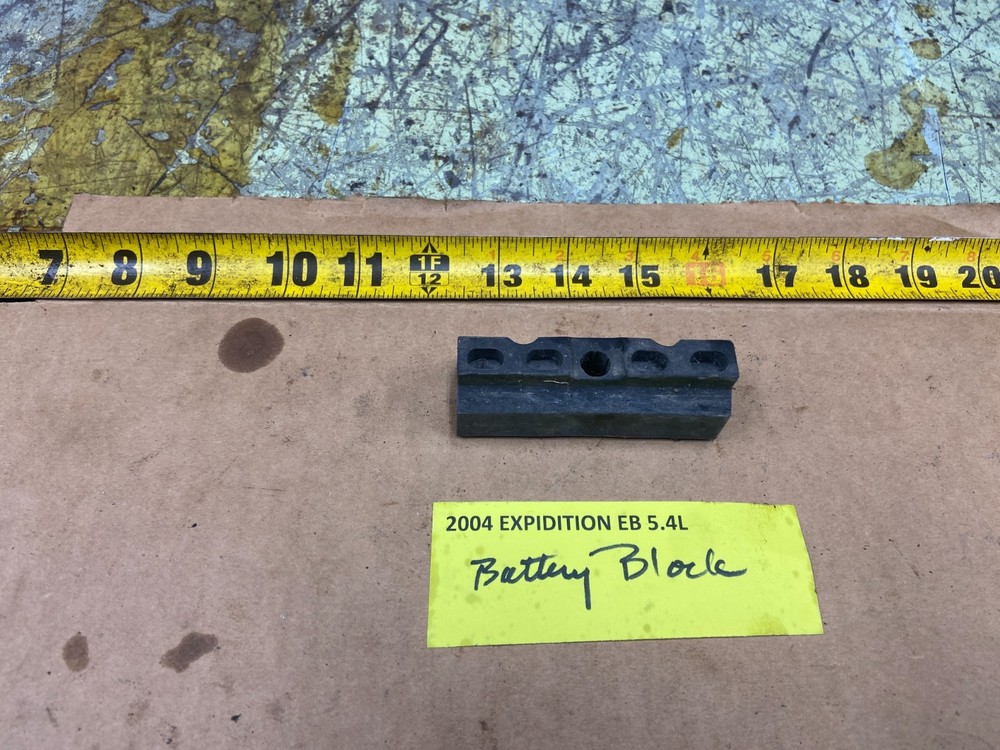 7 8 9 10 11 1F 12 13 14 15 17 18 19 20
2004 EXPIDITION EB 5.4L
Battery Block